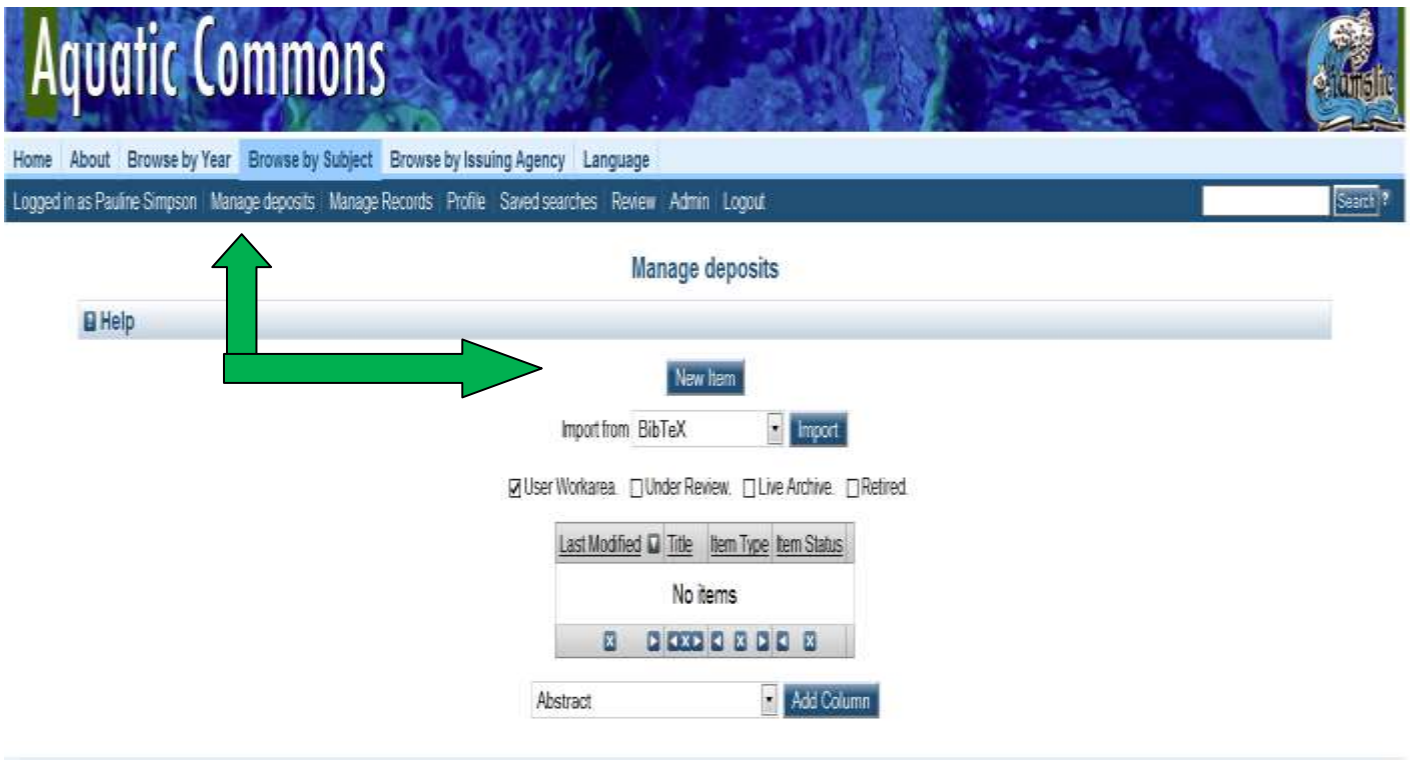 Aquatic Commons
Home About Browse by Year Browse by Subject Browse by Issuing Agency Language
Logged in as Pauline Simpson Manage deposits Manage Records Profile Saved searches Review Admin Logout Search ?
Manage deposits
? Help
New Item
Import from BibTeX Import
User Workarea. Under Review. Live Archive. Retired.
Last Modified Title Item Type Item Status
No items
Abstract Add Column